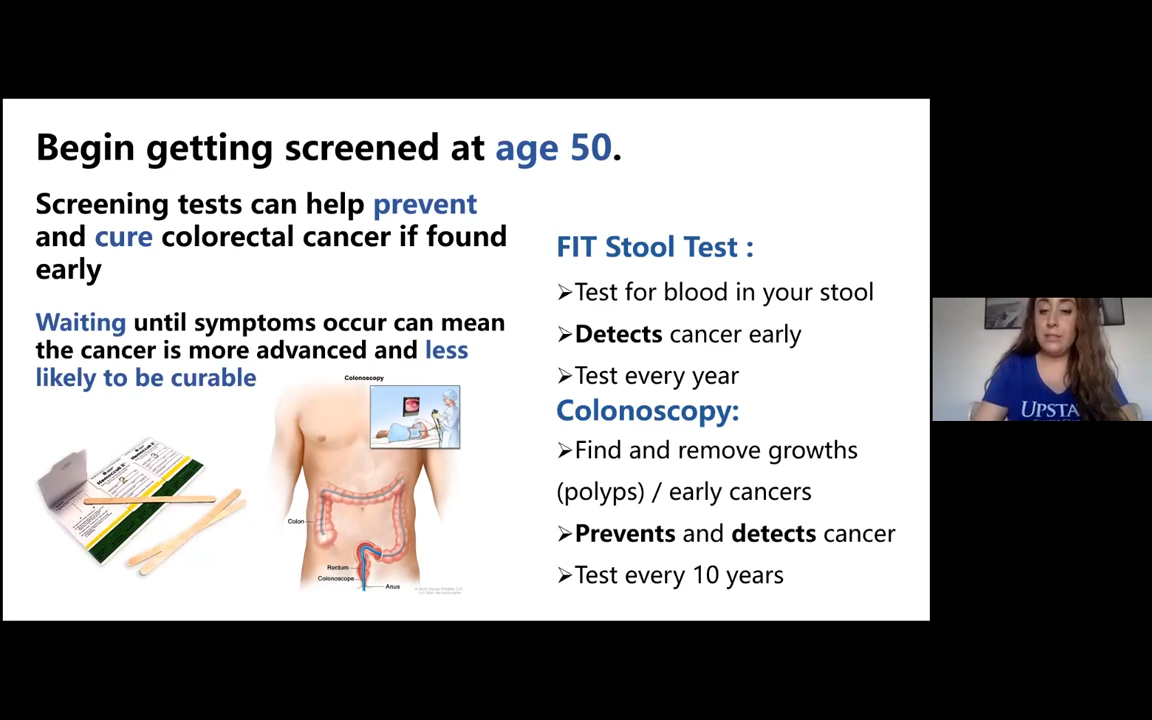 Begin getting screened at age 50.
Screening tests can help prevent
and cure colorectal cancer if found
early
Waiting until symptoms occur can mean
the cancer is more advanced and less
likely to be curable
Colonoscopy
Colon
Rectum
Colonoscope
Anus
FIT Stool Test :
➢Test for blood in your stool
➢Detects cancer early
➢Test every year
Colonoscopy:
➢Find and remove growths
(polyps) / early cancers
➢Prevents and detects cancer
➢Test every 10 years
UPSTA